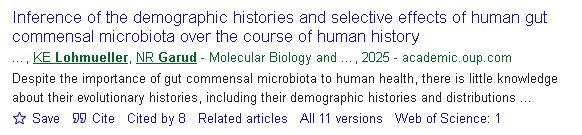 Inference of the demographic histories and selective effects of human gut
commensal microbiota over the course of human history
..., KE Lohmueller, NR Garud - Molecular Biology and ..., 2025 - academic.oup.com
Despite the importance of gut commensal microbiota to human health, there is little knowledge
about their evolutionary histories, including their demographic histories and distributions ...
Save Cite Cited by 8 Related articles All 11 versions Web of Science: 1